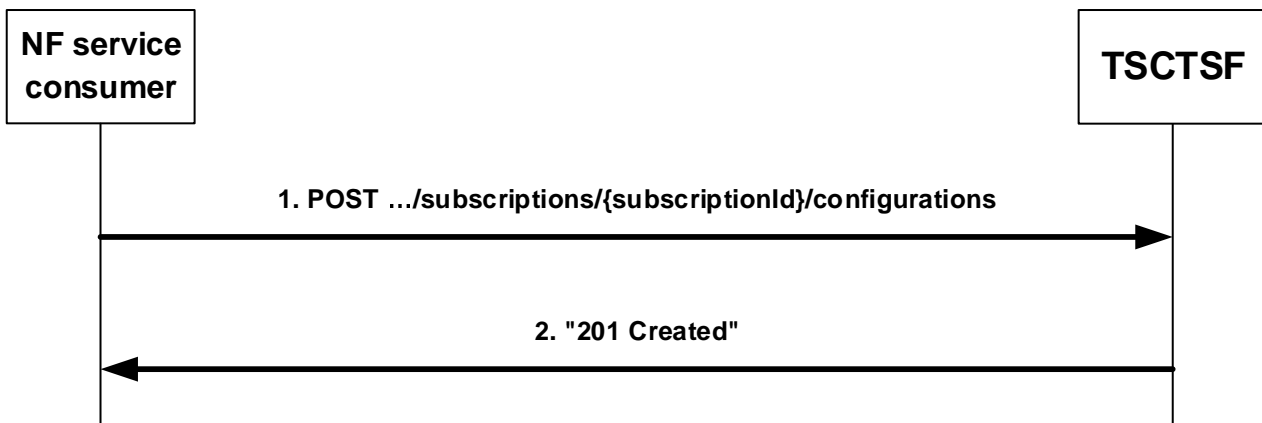 NF service
consumer
TSCTSF
1. POST …/subscriptions/{subscriptionId}/configurations
2. "201 Created"